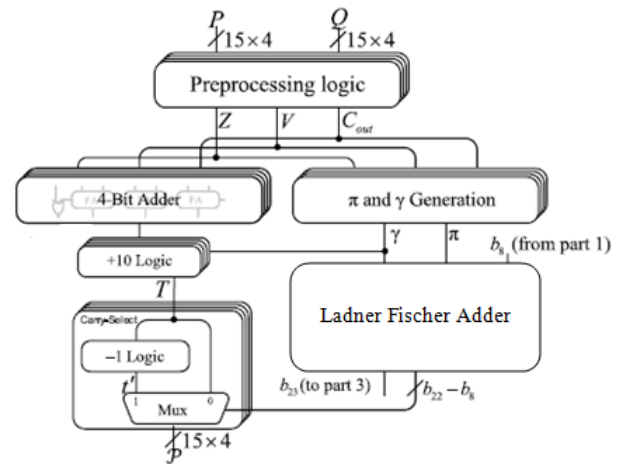 P Q
15×4 15×4
Preprocessing logic
Z V C_out
4-Bit Adder
FA FA
π and γ Generation
γ π b_8 (from part 1)
+10 Logic
T
Ladner Fischer Adder
Carry-Select
−1 Logic
t'
1 0
Mux
b_23 (to part 3) b_22 − b_8
15×4
P